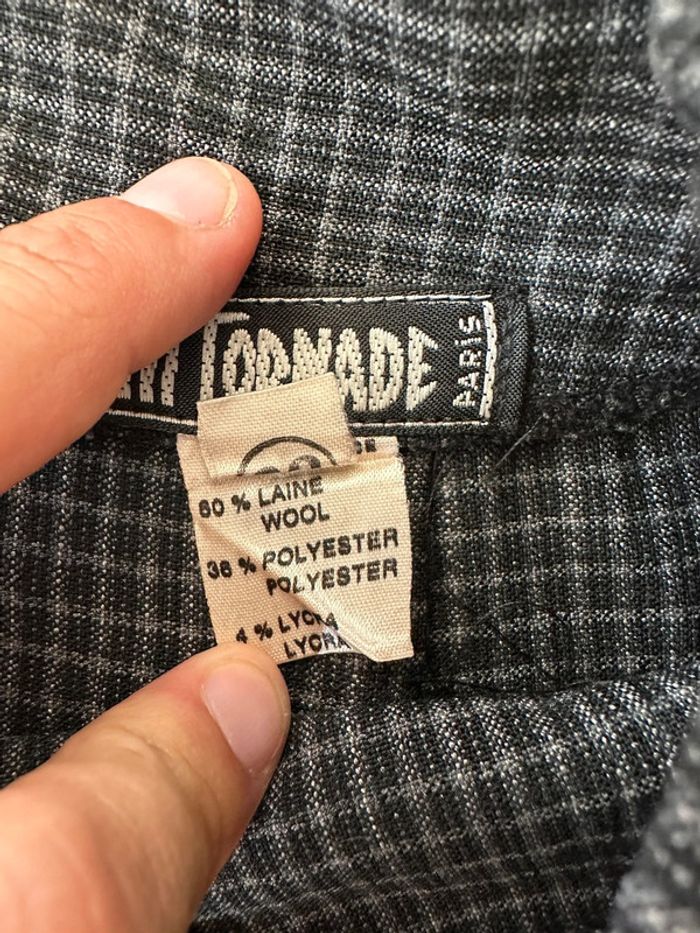 TORNADE
PARIS
60 % LAINE
WOOL
36 % POLYESTER
POLYESTER
4 % LYCRA
LYCRA